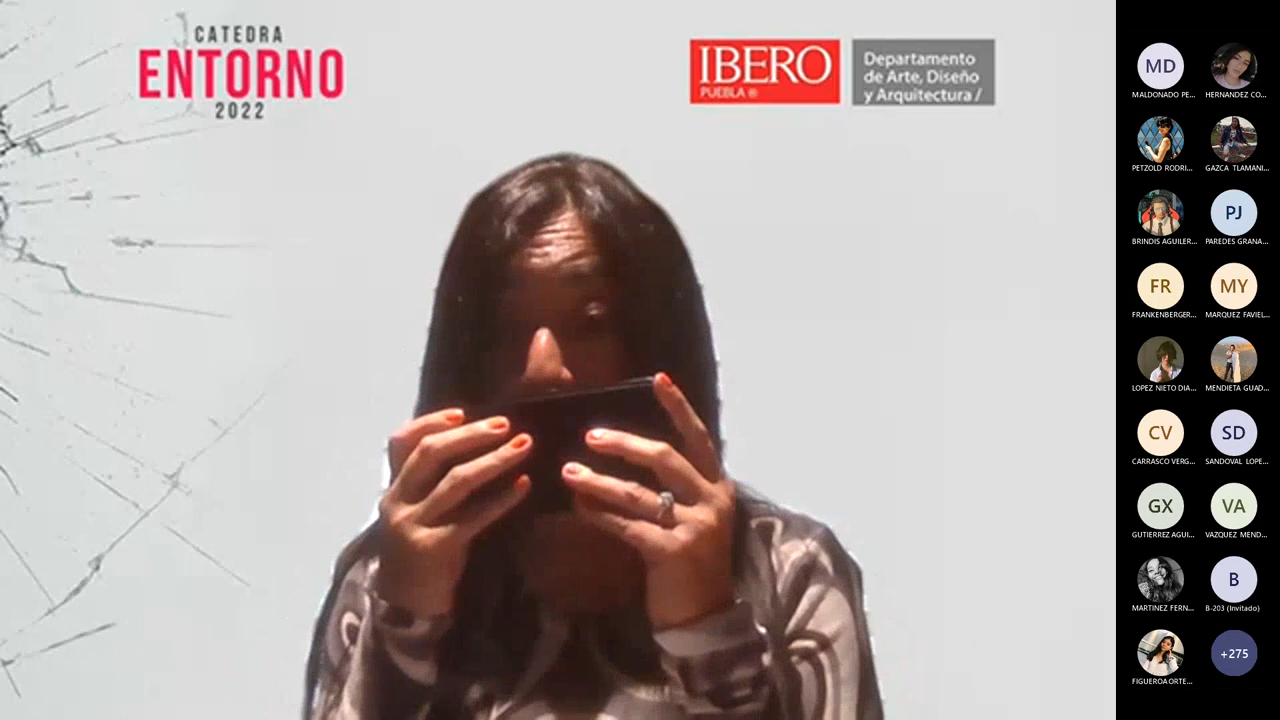 CATEDRA
ENTORNO
2022
IBERO
PUEBLA ®
Departamento
de Arte, Diseño
y Arquitectura /
MD
MALDONADO PE...
HERNANDEZ CO...
PETZOLD RODRI...
GAZCA TLAMANI...
BRINDIS AGUILER...
PJ
PAREDES GRANA...
FR
FRANKENBERGER...
MY
MARQUEZ FAVIEL...
LOPEZ NIETO DIA...
MENDIETA GUAD...
CV
CARRASCO VERG...
SD
SANDOVAL LOPE...
GX
GUTIERREZ AGUI...
VA
VAZQUEZ MEND...
MARTINEZ FERN...
B
B-203 (Invitado)
FIGUEROA ORTE...
+275